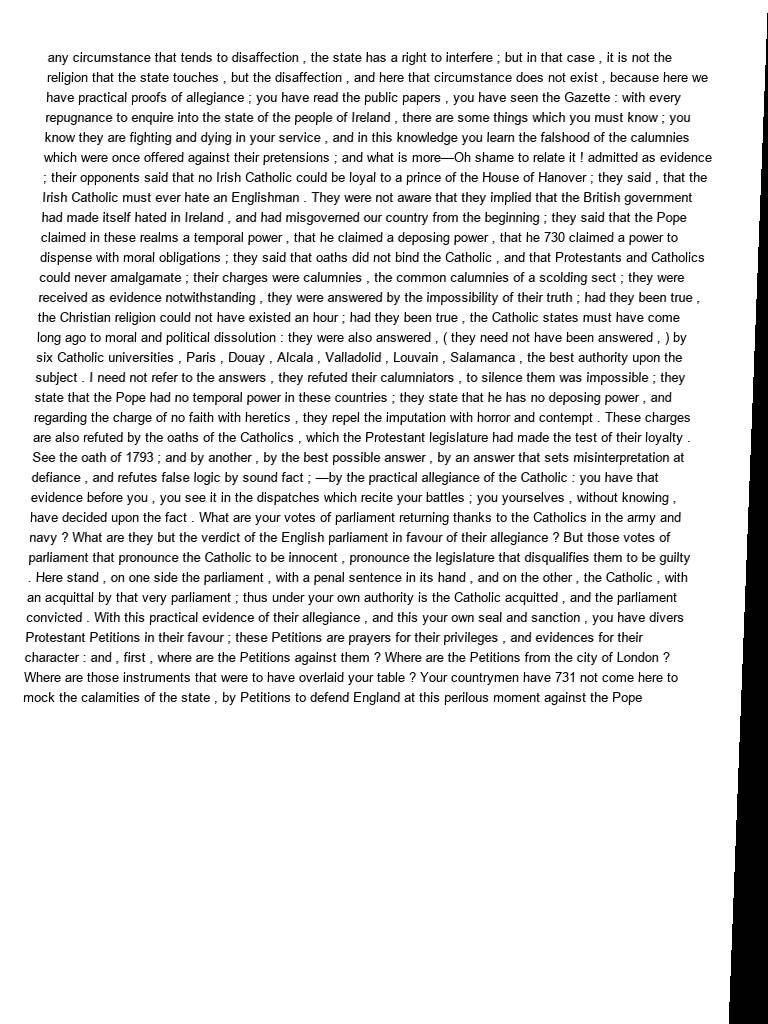 any circumstance that tends to disaffection , the state has a right to interfere ; but in that case , it is not the
religion that the state touches , but the disaffection , and here that circumstance does not exist , because here we
have practical proofs of allegiance ; you have read the public papers , you have seen the Gazette : with every
repugnance to enquire into the state of the people of Ireland , there are some things which you must know ; you
know they are fighting and dying in your service , and in this knowledge you learn the falshood of the calumnies
which were once offered against their pretensions ; and what is more—Oh shame to relate it ! admitted as evidence
; their opponents said that no Irish Catholic could be loyal to a prince of the House of Hanover ; they said , that the
Irish Catholic must ever hate an Englishman . They were not aware that they implied that the British government
had made itself hated in Ireland , and had misgoverned our country from the beginning ; they said that the Pope
claimed in these realms a temporal power , that he claimed a deposing power , that he 730 claimed a power to
dispense with moral obligations ; they said that oaths did not bind the Catholic , and that Protestants and Catholics
could never amalgamate ; their charges were calumnies , the common calumnies of a scolding sect ; they were
received as evidence notwithstanding , they were answered by the impossibility of their truth ; had they been true ,
the Christian religion could not have existed an hour ; had they been true , the Catholic states must have come
long ago to moral and political dissolution : they were also answered , ( they need not have been answered , ) by
six Catholic universities , Paris , Douay , Alcala , Valladolid , Louvain , Salamanca , the best authority upon the
subject . I need not refer to the answers , they refuted their calumniators , to silence them was impossible ; they
state that the Pope had no temporal power in these countries ; they state that he has no deposing power , and
regarding the charge of no faith with heretics , they repel the imputation with horror and contempt . These charges
are also refuted by the oaths of the Catholics , which the Protestant legislature had made the test of their loyalty .
See the oath of 1793 ; and by another , by the best possible answer , by an answer that sets misinterpretation at
defiance , and refutes false logic by sound fact ; —by the practical allegiance of the Catholic : you have that
evidence before you , you see it in the dispatches which recite your battles ; you yourselves , without knowing ,
have decided upon the fact . What are your votes of parliament returning thanks to the Catholics in the army and
navy ? What are they but the verdict of the English parliament in favour of their allegiance ? But those votes of
parliament that pronounce the Catholic to be innocent , pronounce the legislature that disqualifies them to be guilty
. Here stand , on one side the parliament , with a penal sentence in its hand , and on the other , the Catholic , with
an acquittal by that very parliament ; thus under your own authority is the Catholic acquitted , and the parliament
convicted . With this practical evidence of their allegiance , and this your own seal and sanction , you have divers
Protestant Petitions in their favour ; these Petitions are prayers for their privileges , and evidences for their
character : and , first , where are the Petitions against them ? Where are the Petitions from the city of London ?
Where are those instruments that were to have overlaid your table ? Your countrymen have 731 not come here to
mock the calamities of the state , by Petitions to defend England at this perilous moment against the Pope